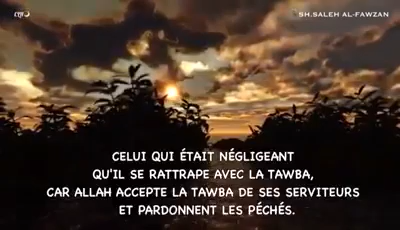 SH.SALEH AL-FAWZAN
CELUI QUI ÉTAIT NÉGLIGEANT
QU'IL SE RATTRAPE AVEC LA TAWBA,
CAR ALLAH ACCEPTE LA TAWBA DE SES SERVITEURS
ET PARDONNENT LES PÉCHÉS.